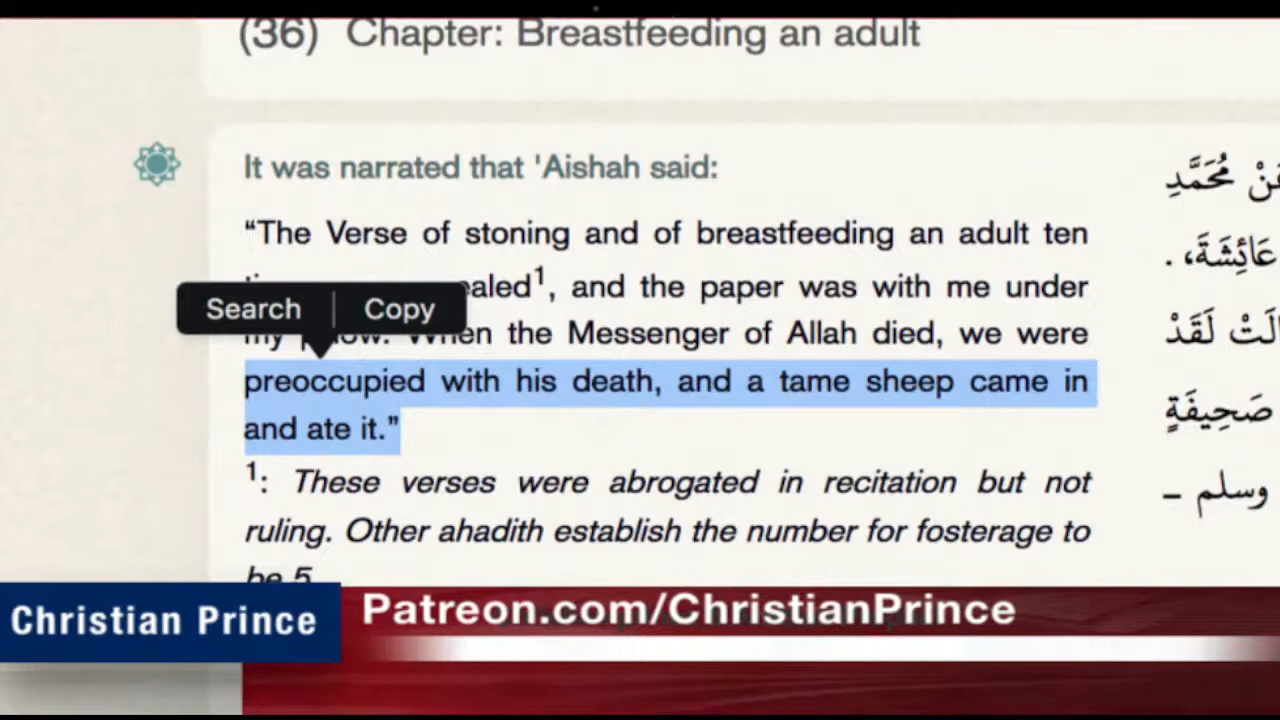 (36) Chapter: Breastfeeding an adult
It was narrated that 'Aishah said:
“The Verse of stoning and of breastfeeding an adult ten
ealed¹, and the paper was with me under
Search Copy
my the Messenger of Allah died, we were
preoccupied with his death, and a tame sheep came in
and ate it.”
¹: These verses were abrogated in recitation but not
ruling. Other ahadith establish the number for fosterage to
be 5
مُحَمَّدِ
عَائِشَةَ، .
لَقَدْ
صَحِيفَةٍ
وسلم ـ
Christian Prince
Patreon.com/ChristianPrince